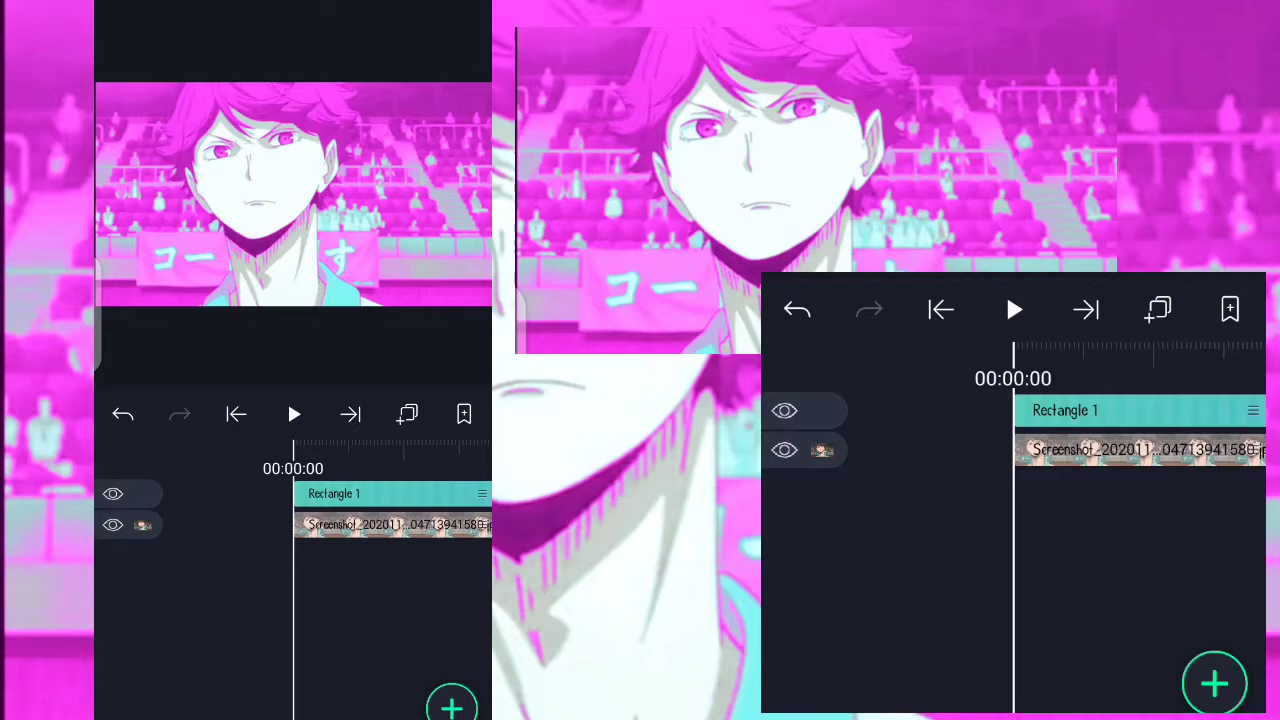 コー
す
00:00:00
Rectangle 1
Screenshot_202011...04713941580.jp
コー
00:00:00
Rectangle 1
Screenshot_202011...04713941580.jp